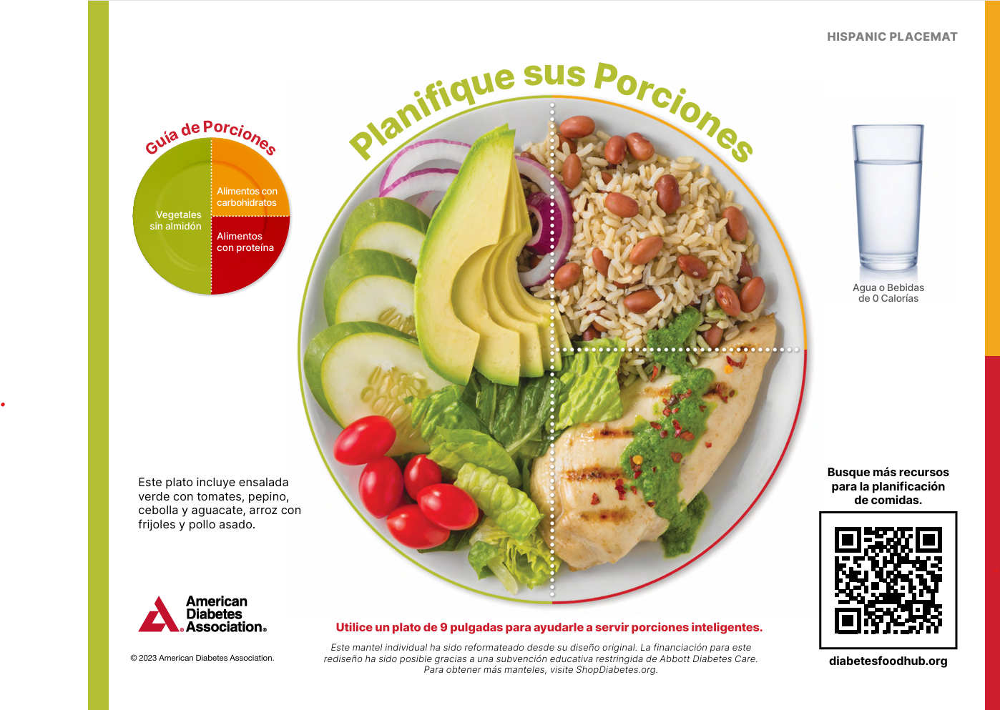 HISPANIC PLACEMAT
Planifique sus Porciones
Guía de Porciones
Alimentos con
carbohidratos
Vegetales
sin almidón
Alimentos
con proteína
Agua o Bebidas
de 0 Calorías
Este plato incluye ensalada
verde con tomates, pepino,
cebolla y aguacate, arroz con
frijoles y pollo asado.
Busque más recursos
para la planificación
de comidas.
diabetesfoodhub.org
American
Diabetes
Association®
© 2023 American Diabetes Association.
Utilice un plato de 9 pulgadas para ayudarle a servir porciones inteligentes.
Este mantel individual ha sido reformateado desde su diseño original. La financiación para este
rediseño ha sido posible gracias a una subvención educativa restringida de Abbott Diabetes Care.
Para obtener más manteles, visite ShopDiabetes.org.